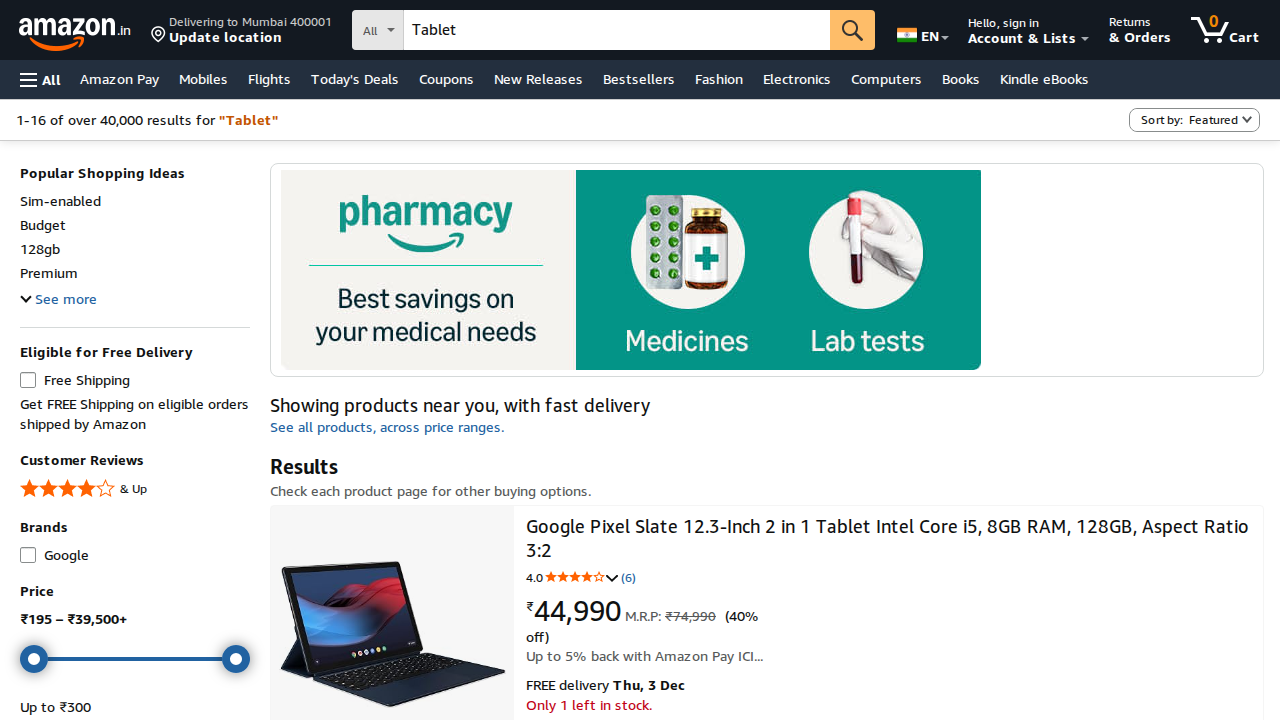 amazon.in
Delivering to Mumbai 400001
Update location
All
Tablet
EN
Hello, sign in
Account & Lists
Returns
& Orders
0
Cart
All
Amazon Pay
Mobiles
Flights
Today's Deals
Coupons
New Releases
Bestsellers
Fashion
Electronics
Computers
Books
Kindle eBooks
1-16 of over 40,000 results for "Tablet"
Sort by: Featured
Popular Shopping Ideas
Sim-enabled
Budget
128gb
Premium
See more
Eligible for Free Delivery
Free Shipping
Get FREE Shipping on eligible orders
shipped by Amazon
Customer Reviews
& Up
Brands
Google
Price
₹195 – ₹39,500+
Up to ₹300
pharmacy
Best savings on
your medical needs
Medicines
Lab tests
Showing products near you, with fast delivery
See all products, across price ranges.
Results
Check each product page for other buying options.
Google Pixel Slate 12.3-Inch 2 in 1 Tablet Intel Core i5, 8GB RAM, 128GB, Aspect Ratio
3:2
4.0 (6)
₹44,990 M.R.P: ₹74,990 (40%
off)
Up to 5% back with Amazon Pay ICI...
FREE delivery Thu, 3 Dec
Only 1 left in stock.